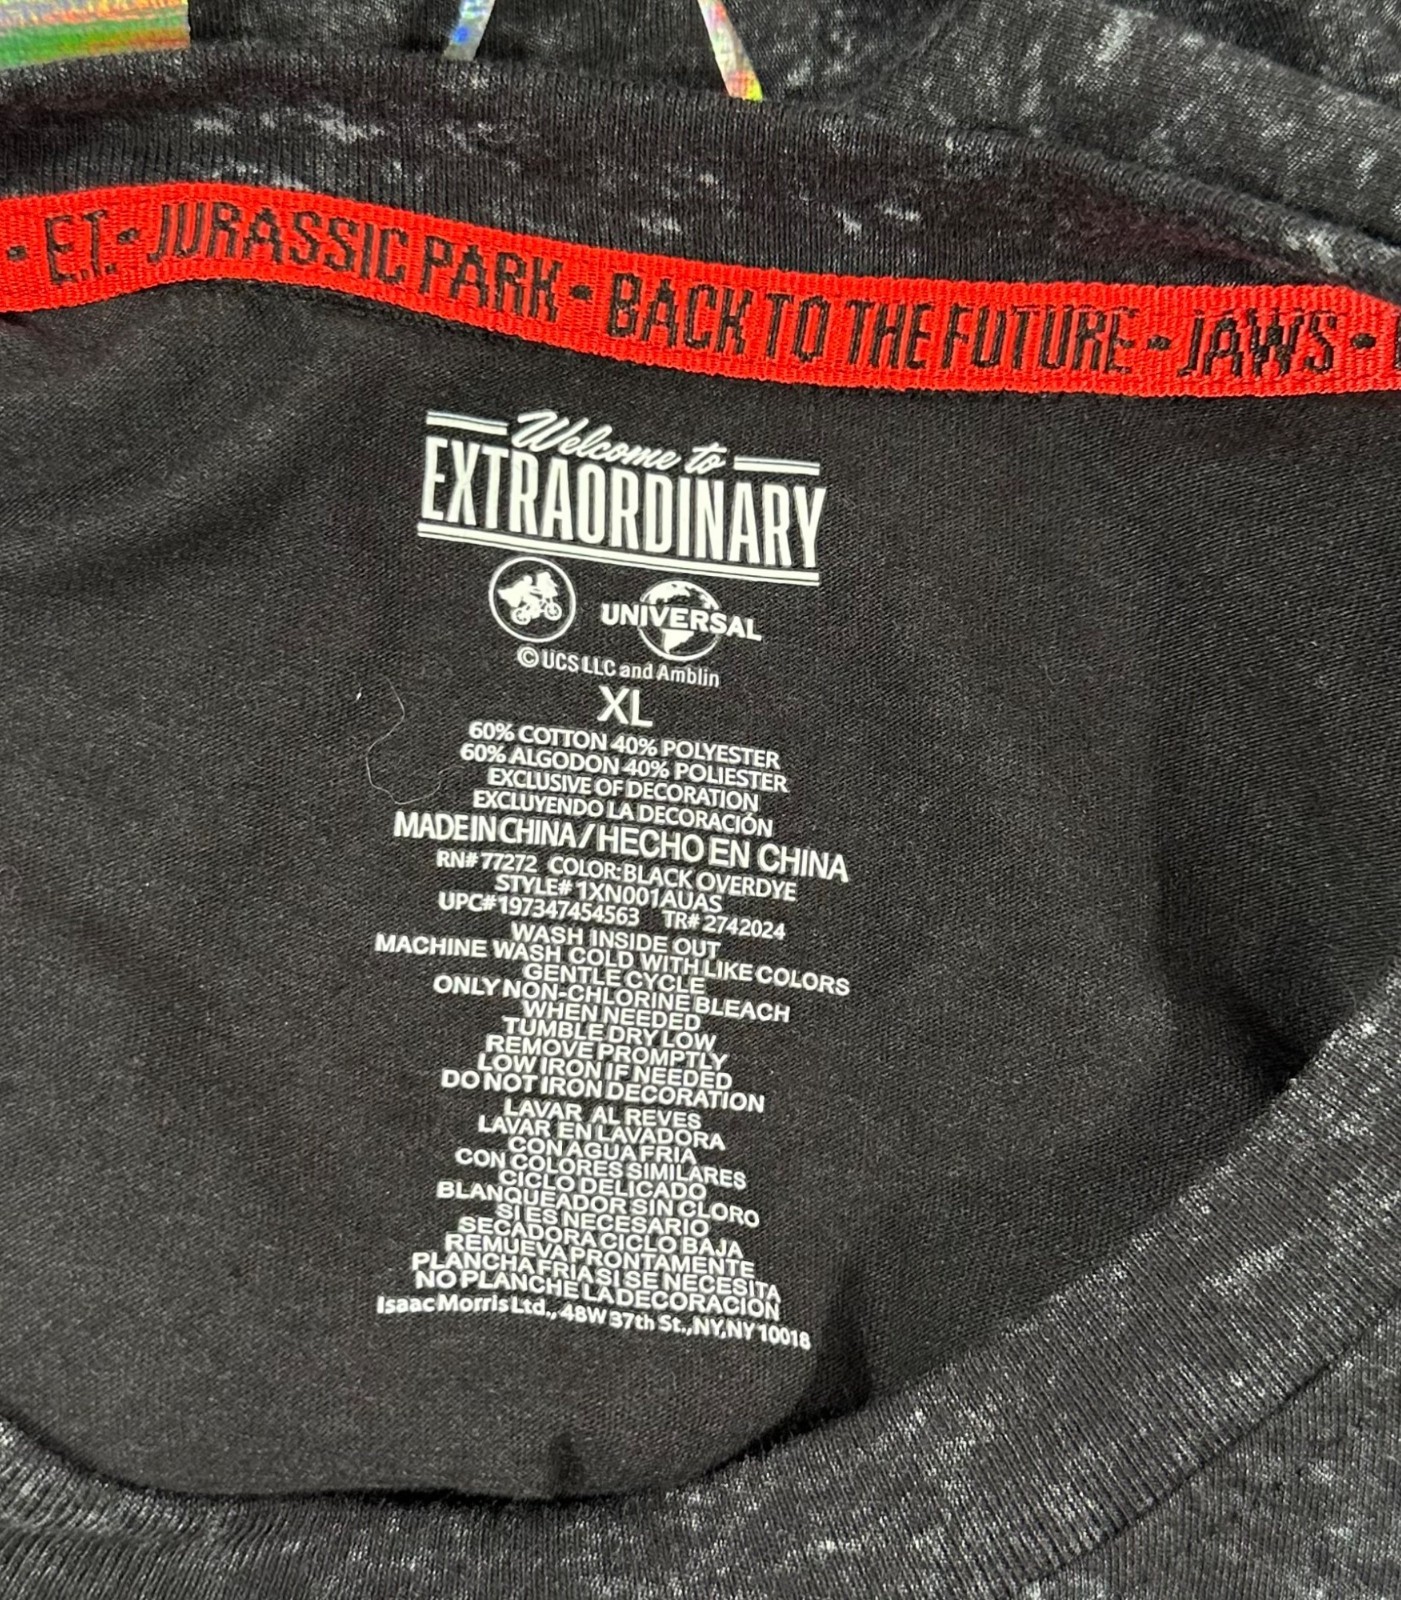 • E.T. • JURASSIC PARK • BACK TO THE FUTURE • JAWS •
Welcome to
EXTRAORDINARY
UNIVERSAL
© UCS LLC and Amblin
XL
60% COTTON 40% POLYESTER
60% ALGODON 40% POLIESTER
EXCLUSIVE OF DECORATION
EXCLUYENDO LA DECORACIÓN
MADE IN CHINA / HECHO EN CHINA
RN# 77272 COLOR: BLACK OVERDYE
STYLE# 1XN001AUAS
UPC# 197347454563 TR# 2742024
WASH INSIDE OUT
MACHINE WASH COLD WITH LIKE COLORS
GENTLE CYCLE
ONLY NON-CHLORINE BLEACH
WHEN NEEDED
TUMBLE DRY LOW
REMOVE PROMPTLY
LOW IRON IF NEEDED
DO NOT IRON DECORATION
LAVAR AL REVES
LAVAR EN LAVADORA
CON AGUA FRIA
CON COLORES SIMILARES
CICLO DELICADO
BLANQUEADOR SIN CLORO
SI ES NECESARIO
SECADORA CICLO BAJA
REMUEVA PRONTAMENTE
PLANCHA FRIA SI SE NECESITA
NO PLANCHE LA DECORACION
Isaac Morris Ltd., 48W 37th St., NY, NY 10018